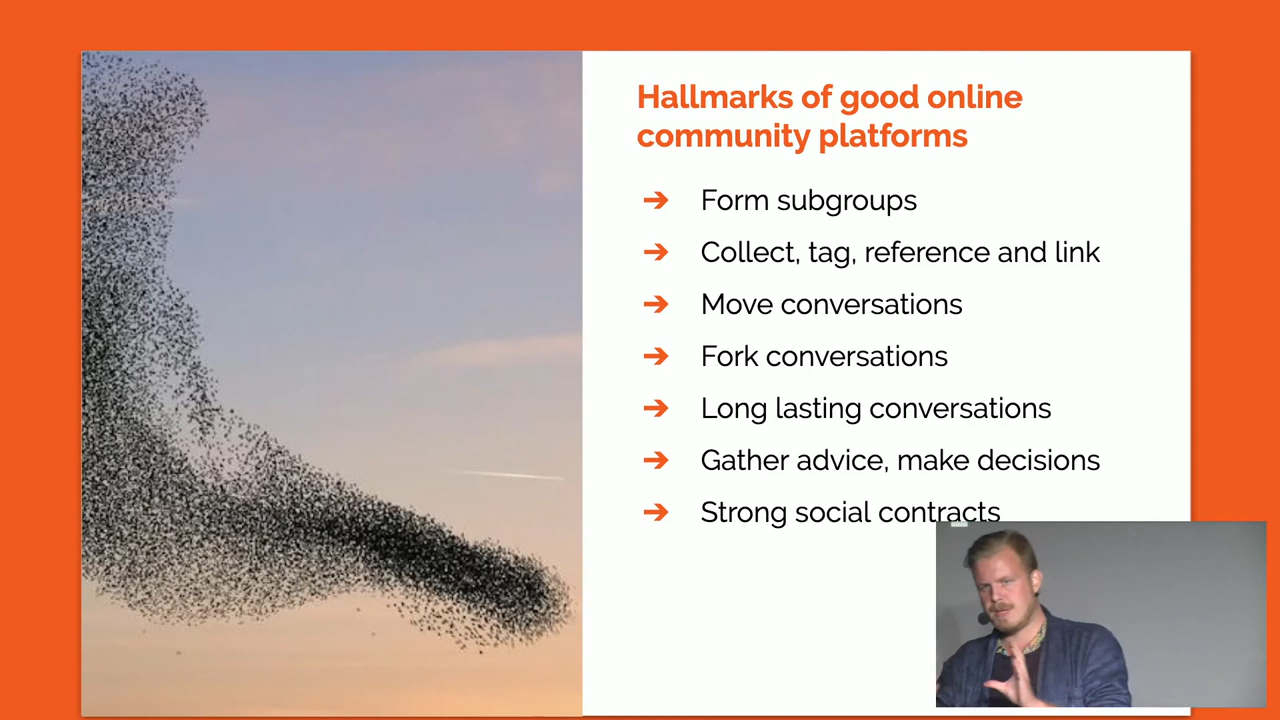 Hallmarks of good online
community platforms
➔ Form subgroups
➔ Collect, tag, reference and link
➔ Move conversations
➔ Fork conversations
➔ Long lasting conversations
➔ Gather advice, make decisions
➔ Strong social contracts